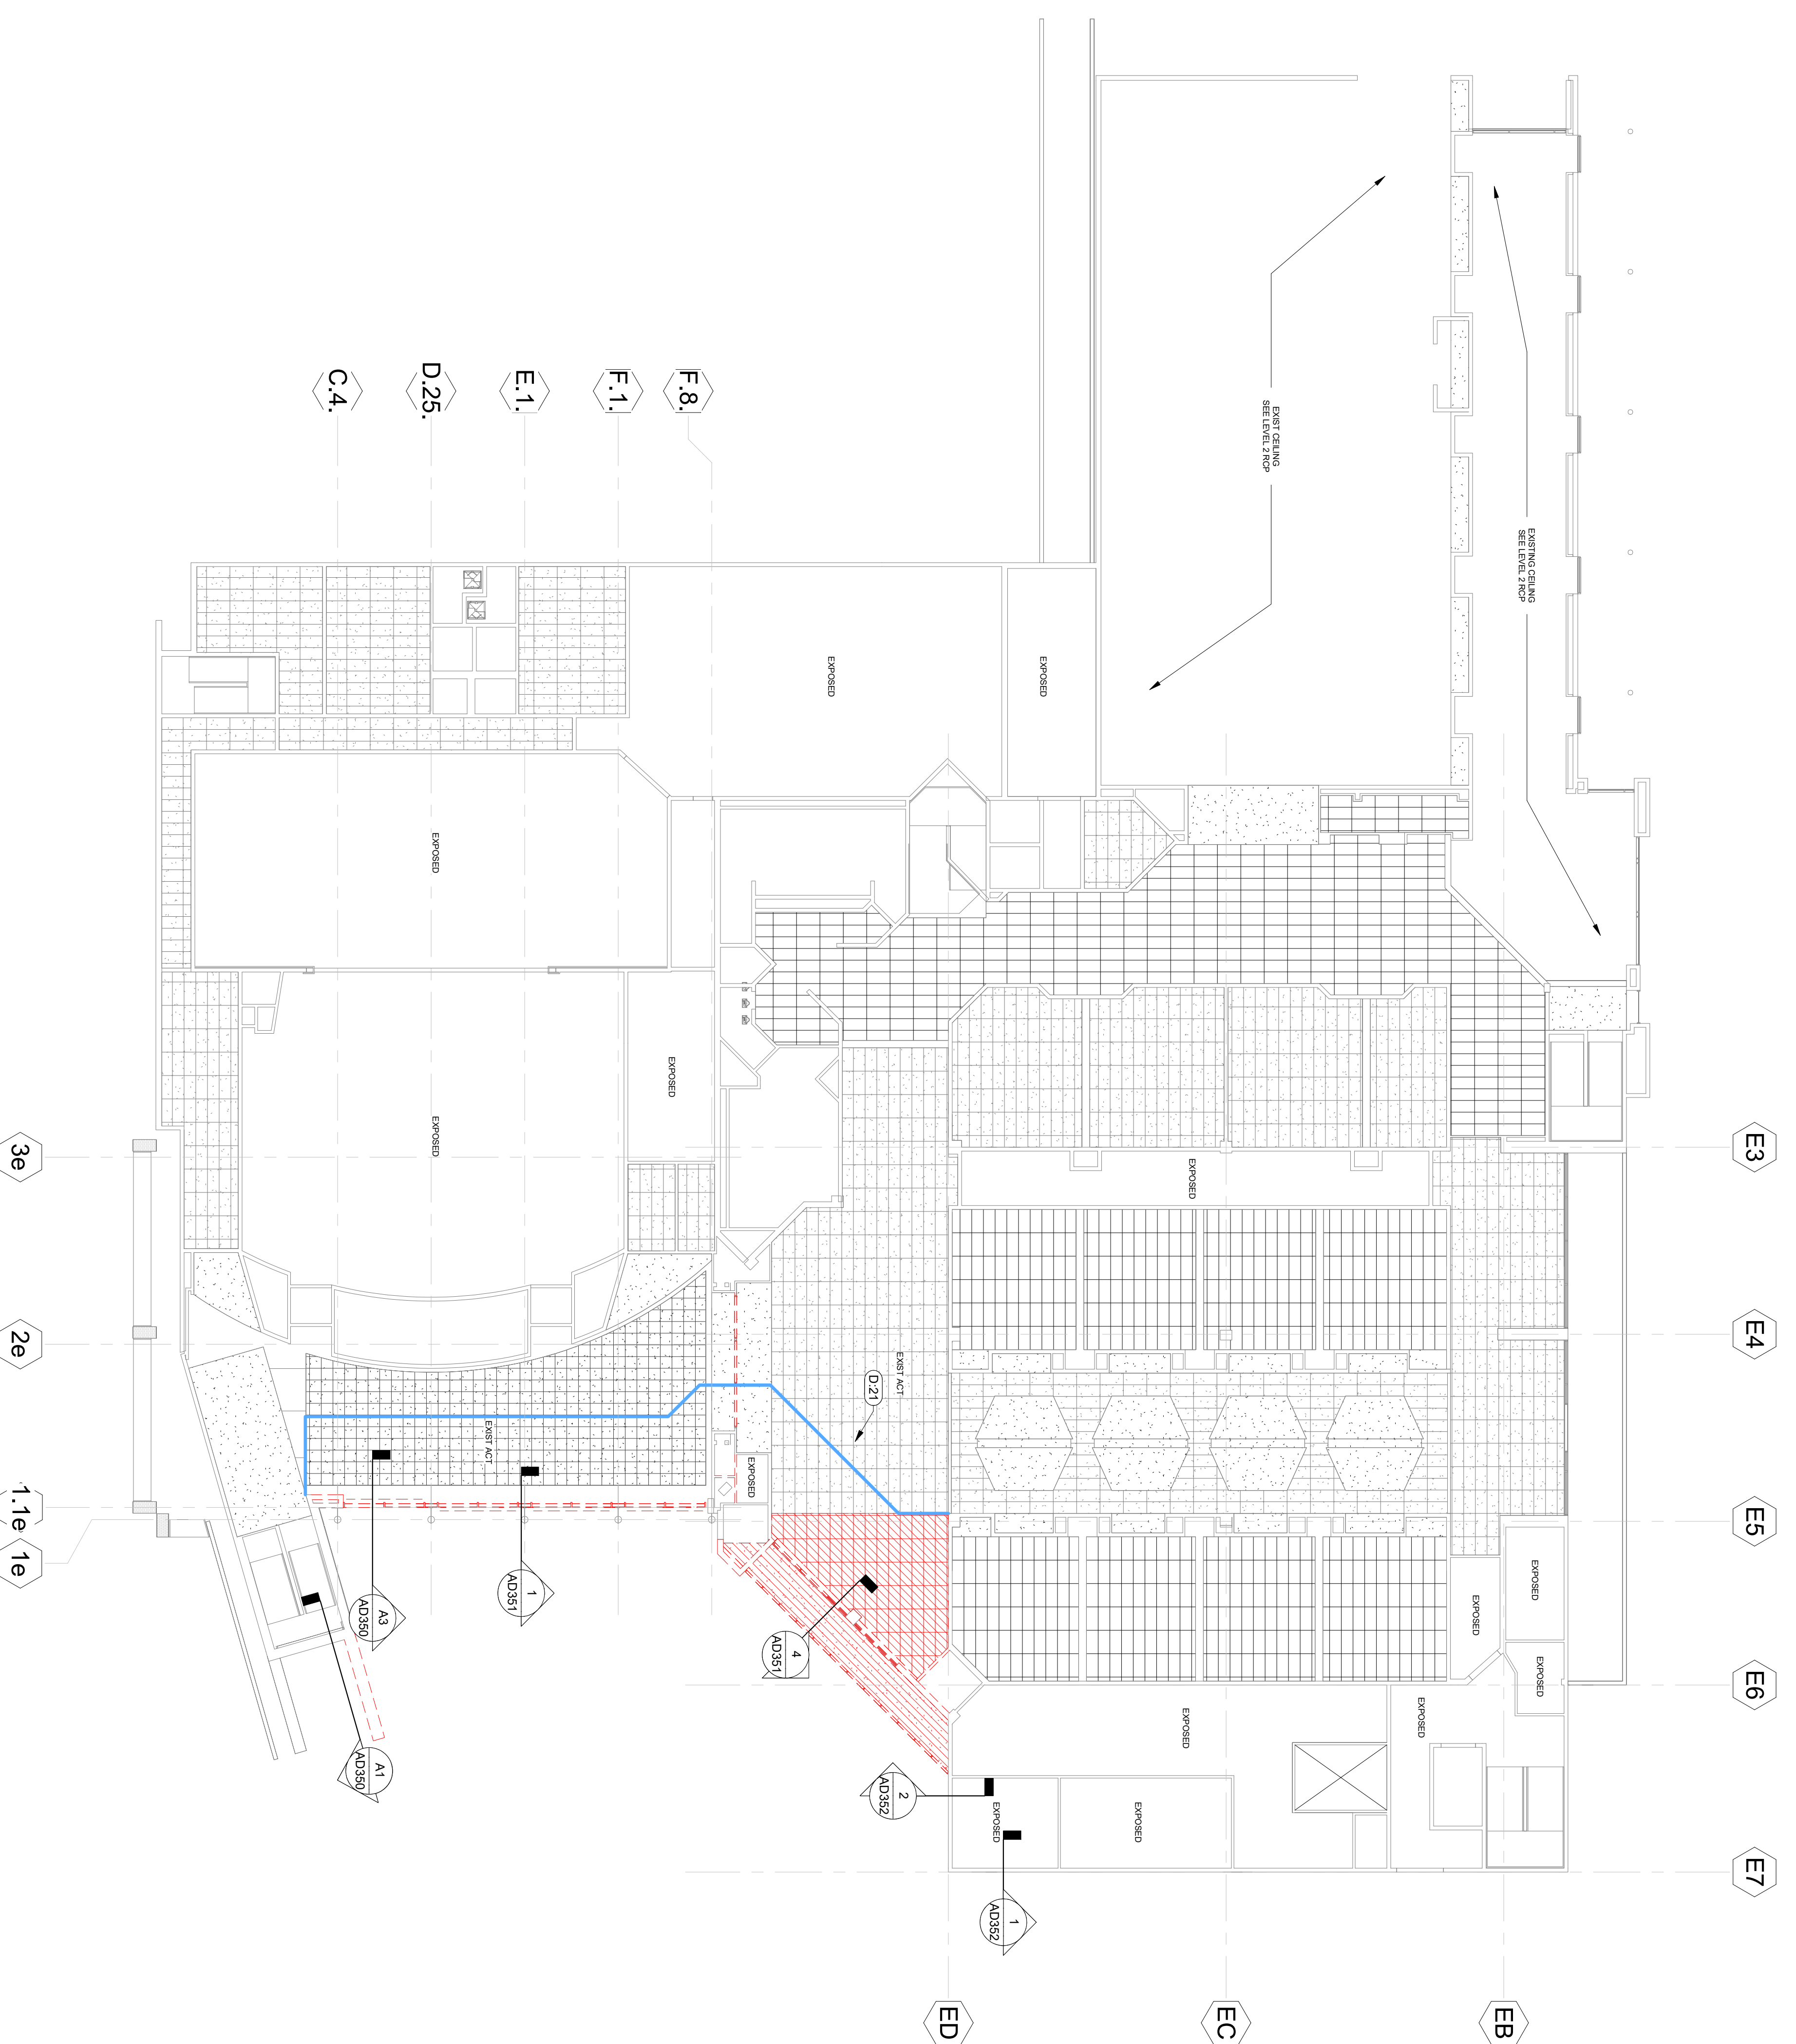 E3
E4
E5
E6
E7
EB
EC
ED
EXISTING CEILING
SEE LEVEL 2 RCP
EXIST CEILING
SEE LEVEL 2 RCP
F.8.
F.1.
E.1.
D.25.
C.4.
EXPOSED
EXPOSED
EXPOSED
EXPOSED
EXPOSED
EXPOSED
EXIST ACT
D:21
EXIST ACT
EXPOSED
EXPOSED
EXPOSED
EXPOSED
EXPOSED
EXPOSED
EXPOSED
EXPOSED
1
AD352
2
AD352
4
AD351
1
AD351
A3
AD350
A1
AD350
3e
2e
1.1e
1e